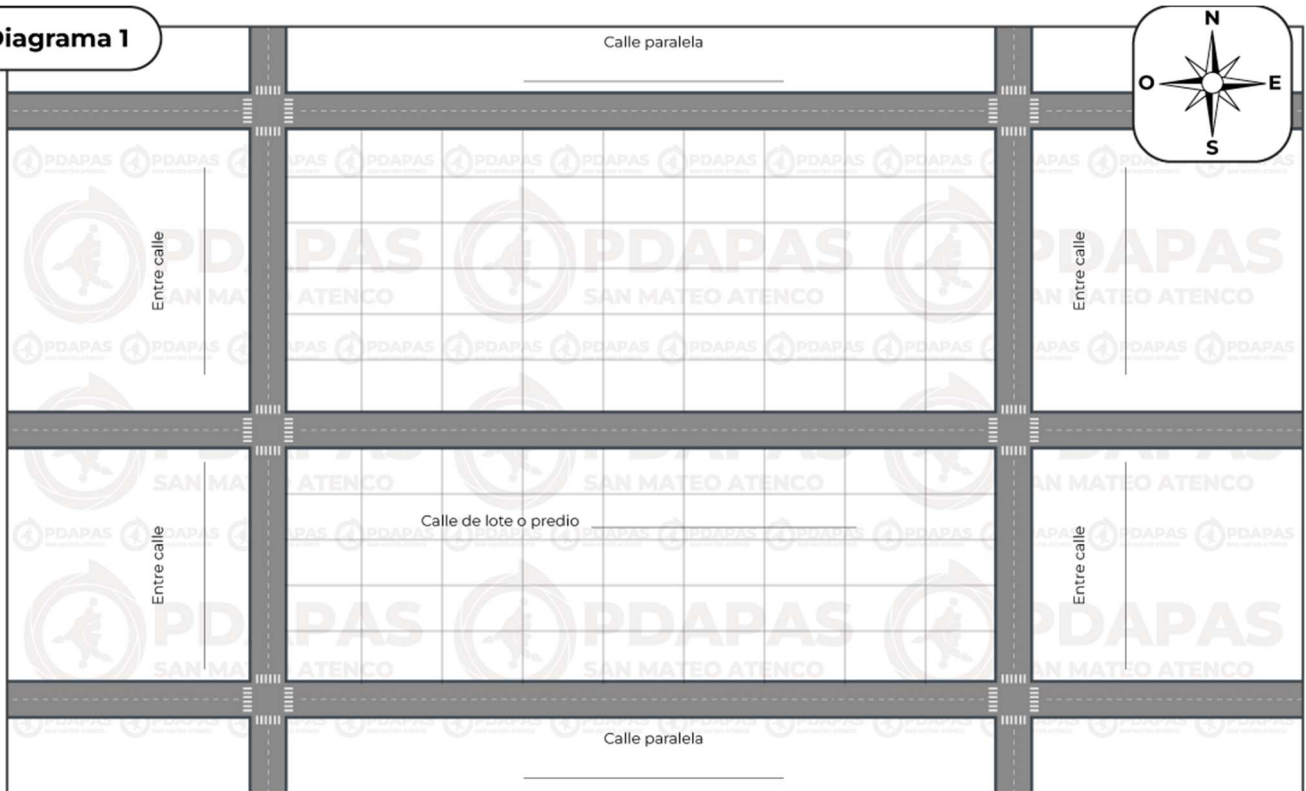 iagrama 1
Calle paralela
N
O
E
S
Entre calle
Entre calle
PDAPAS
SAN MATEO ATENCO
Calle de lote o predio
Entre calle
Entre calle
Calle paralela